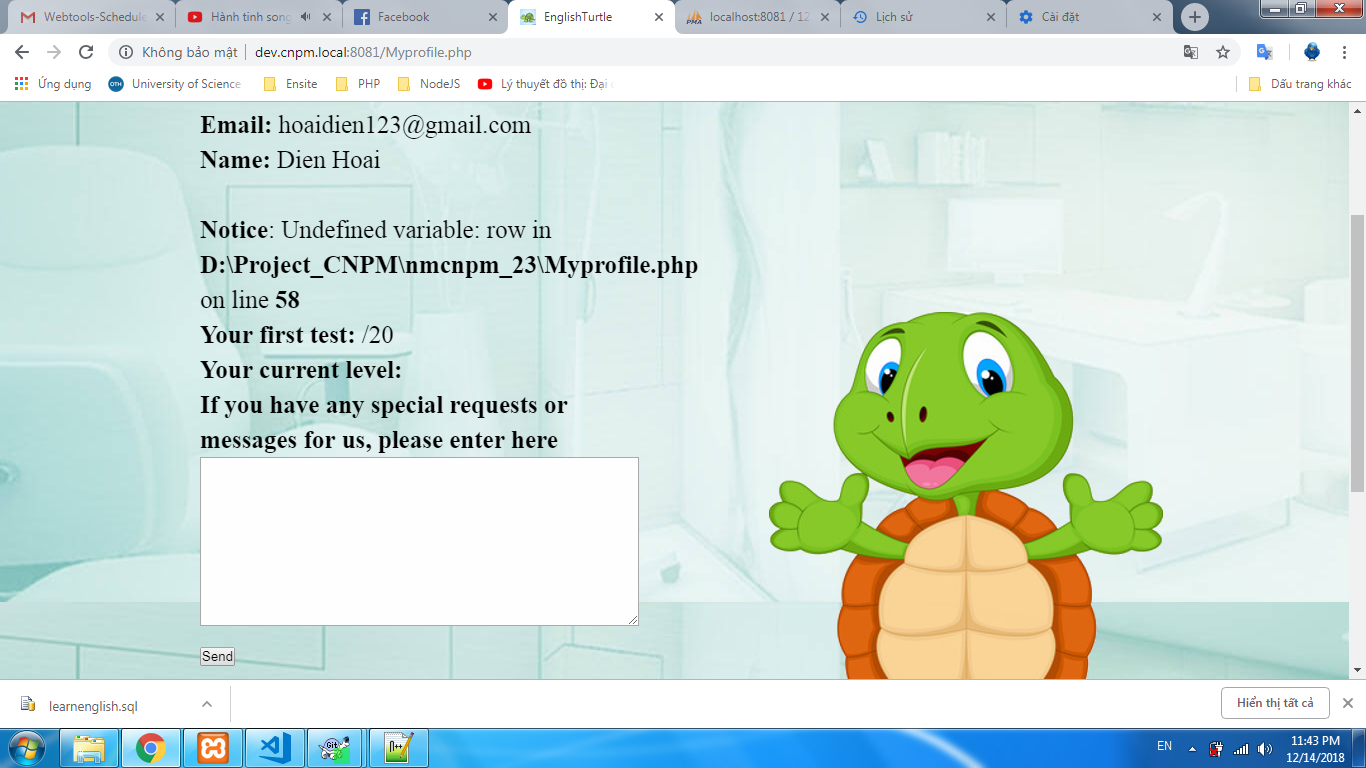 Webtools-Schedule
Hành tinh song
Facebook
EnglishTurtle
localhost:8081 / 12
Lịch sử
Cài đặt
Không bảo mật
dev.cnpm.local:8081/Myprofile.php
Ứng dụng
OTH
University of Science
Ensite
PHP
NodeJS
Lý thuyết đồ thị: Đại
Dấu trang khác
Email: hoaidien123@gmail.com
Name: Dien Hoai
Notice: Undefined variable: row in
D:\Project_CNPM\nmcnpm_23\Myprofile.php
on line 58
Your first test: /20
Your current level:
If you have any special requests or
messages for us, please enter here
Send
learnenglish.sql
Hiển thị tất cả
EN
11:43 PM
12/14/2018